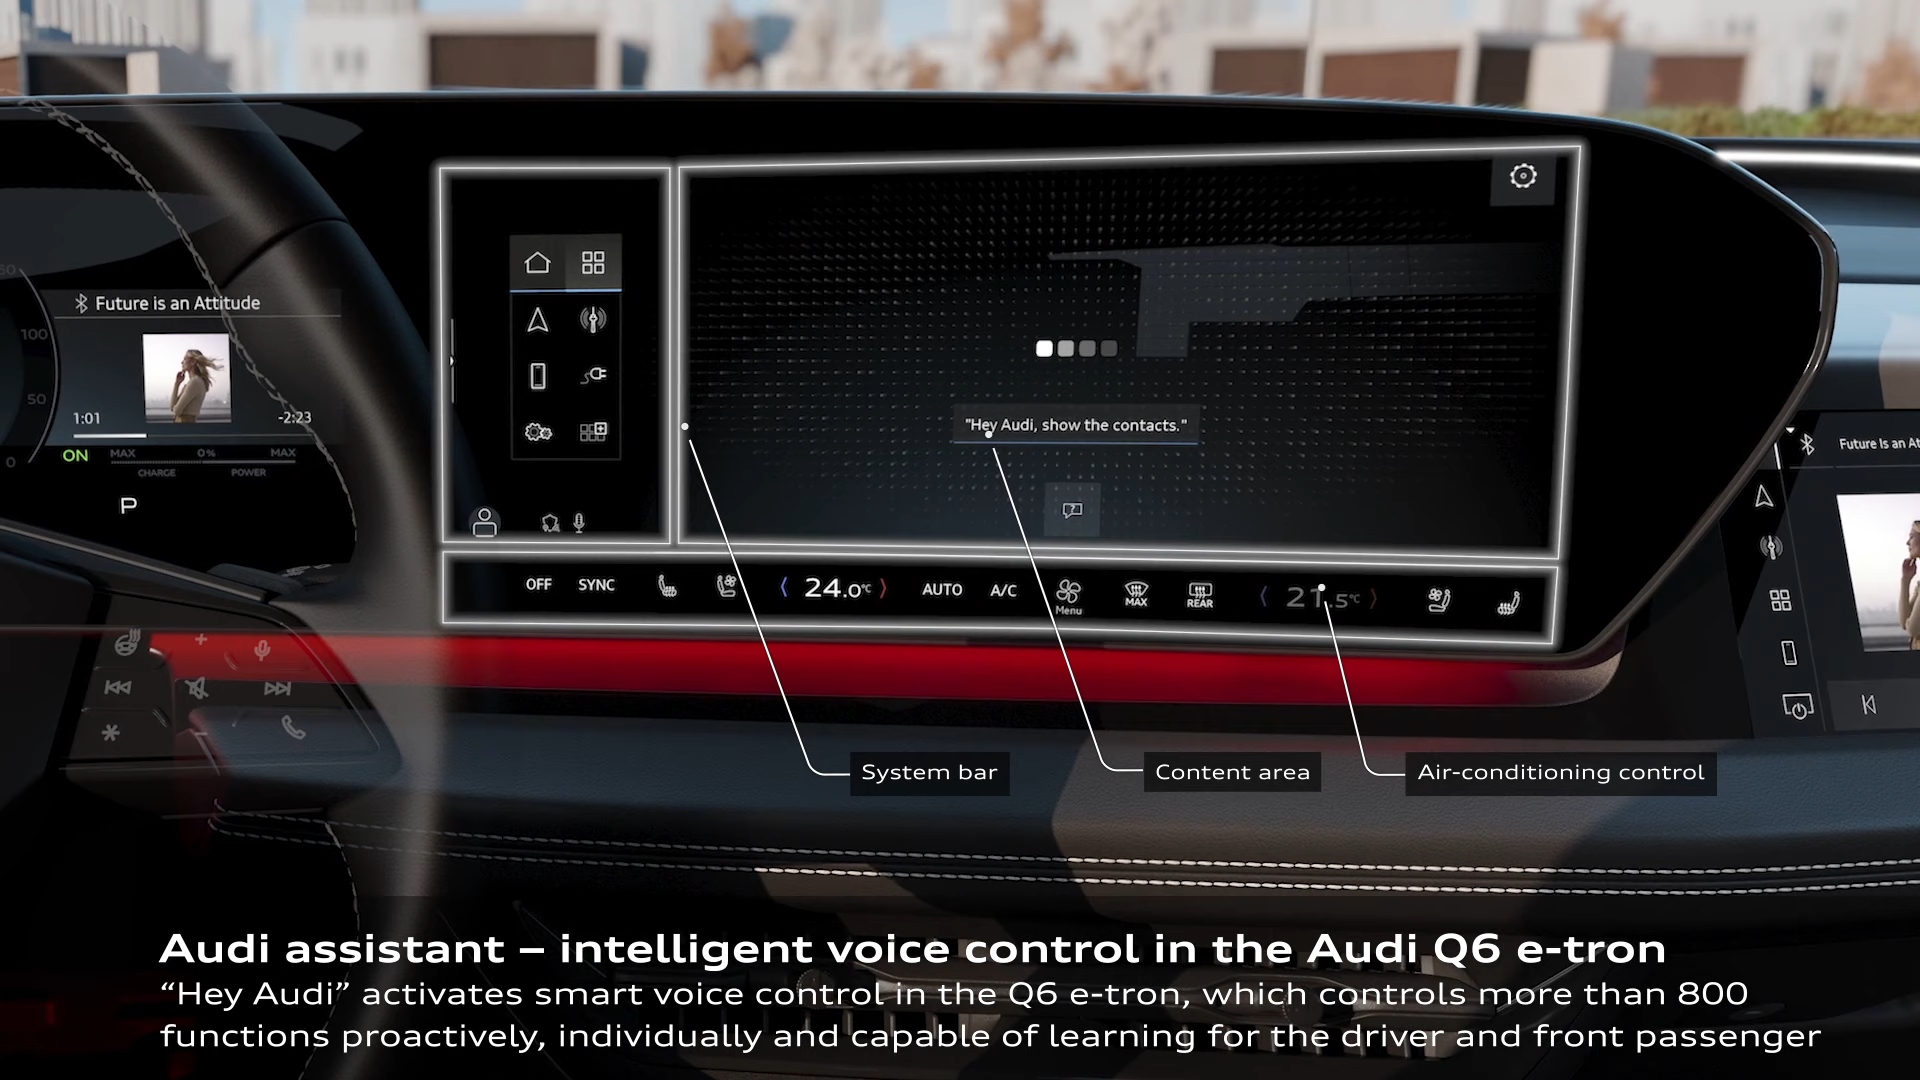 Future is an Attitude
100
50
0
1:01
-2:23
ON
MAX
0%
MAX
CHARGE
POWER
P
"Hey Audi, show the contacts."
OFF
SYNC
24.0°C
AUTO
A/C
Menu
MAX
REAR
21.5°C
Future Is an At
System bar
Content area
Air-conditioning control
Audi assistant – intelligent voice control in the Audi Q6 e-tron
“Hey Audi” activates smart voice control in the Q6 e-tron, which controls more than 800
functions proactively, individually and capable of learning for the driver and front passenger